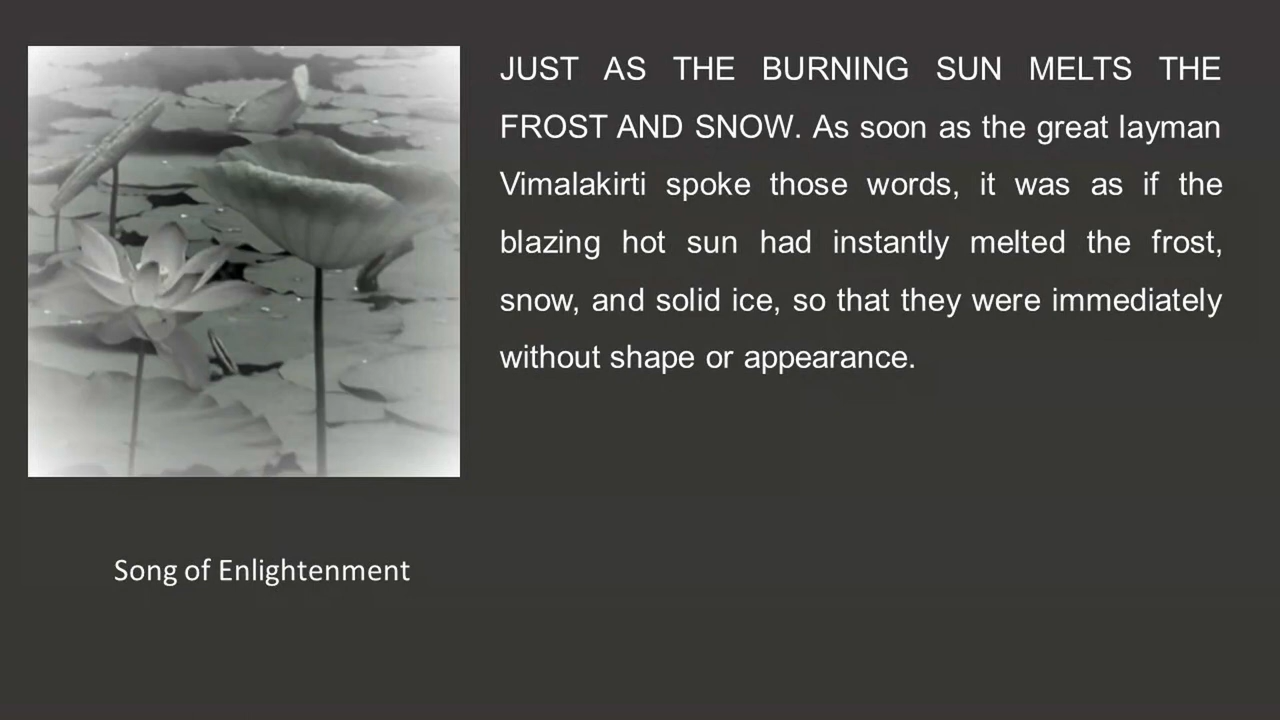 JUST AS THE BURNING SUN MELTS THE
FROST AND SNOW. As soon as the great layman
Vimalakirti spoke those words, it was as if the
blazing hot sun had instantly melted the frost,
snow, and solid ice, so that they were immediately
without shape or appearance.
Song of Enlightenment